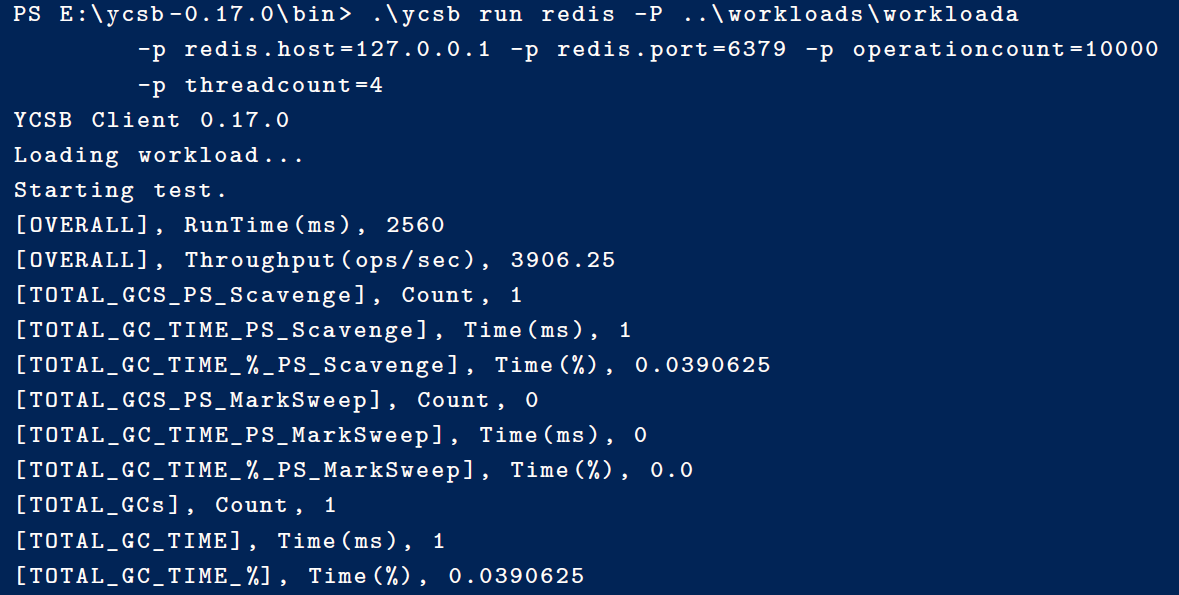 PS E:\ycsb-0.17.0\bin> .\ycsb run redis -P ..\workloads\workloada
-p redis.host=127.0.0.1 -p redis.port=6379 -p operationcount=10000
-p threadcount=4
YCSB Client 0.17.0
Loading workload...
Starting test.
[OVERALL], RunTime(ms), 2560
[OVERALL], Throughput(ops/sec), 3906.25
[TOTAL_GCS_PS_Scavenge], Count, 1
[TOTAL_GC_TIME_PS_Scavenge], Time(ms), 1
[TOTAL_GC_TIME_%_PS_Scavenge], Time(%), 0.0390625
[TOTAL_GCS_PS_MarkSweep], Count, 0
[TOTAL_GC_TIME_PS_MarkSweep], Time(ms), 0
[TOTAL_GC_TIME_%_PS_MarkSweep], Time(%), 0.0
[TOTAL_GCs], Count, 1
[TOTAL_GC_TIME], Time(ms), 1
[TOTAL_GC_TIME_%], Time(%), 0.0390625